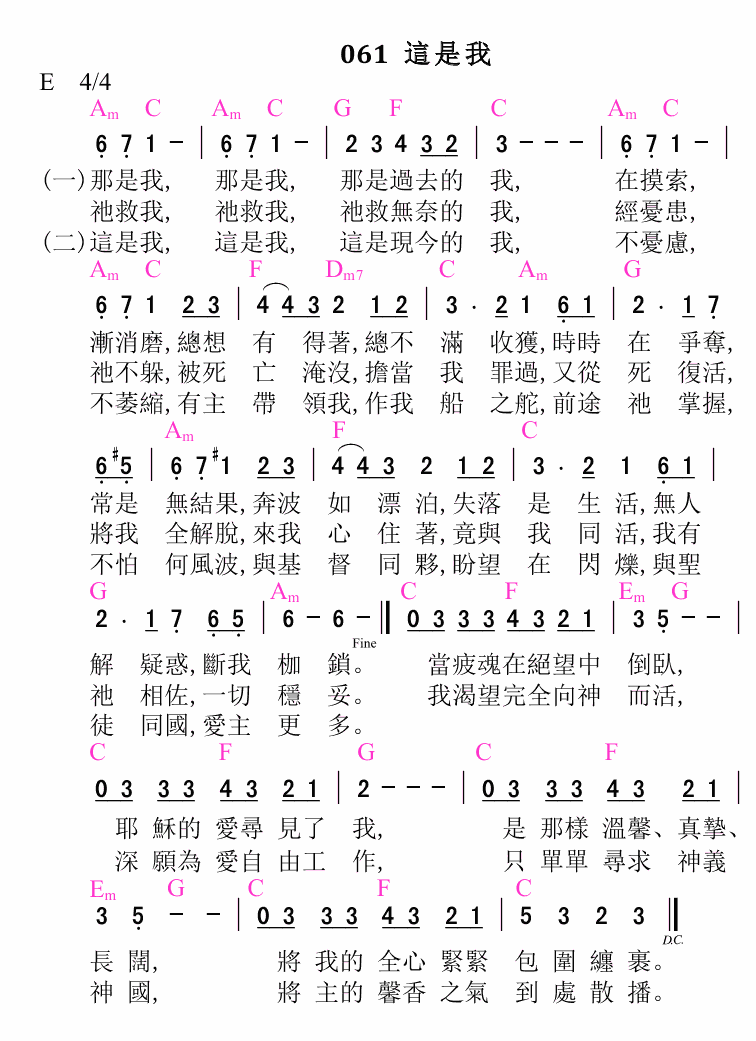 061 這是我
E 4/4
Am C Am C G F C Am C
6 7 1 - | 6 7 1 - | 2 3 4 3 2 | 3 - - - | 6 7 1 - |
(一)那是我, 那是我, 那是過去的 我, 在摸索,
祂救我, 祂救我, 祂救無奈的 我, 經憂患,
(二)這是我, 這是我, 這是現今的 我, 不憂慮,
Am C F Dm7 C Am G
6 7 1 2 3 | 4 4 3 2 1 2 | 3 . 2 1 6 1 | 2 . 1 7
漸消磨,總想 有 得著,總不 滿 收獲,時時 在 爭奪,
祂不躲,被死 亡 淹沒,擔當 我 罪過,又從 死 復活,
不萎縮,有主 帶 領我,作我 船 之舵,前途 祂 掌握,
Am F C
6 #5 | 6 7 #1 2 3 | 4 4 3 2 1 2 | 3 . 2 1 6 1 |
常是 無結果,奔波 如 漂 泊,失落 是 生 活,無人
將我 全解脫,來我 心 住 著,竟與 我 同 活,我有
不怕 何風波,與基 督 同 夥,盼望 在 閃 爍,與聖
G Am C F Em G
2 . 1 7 6 5 | 6 - 6 - || 0 3 3 3 4 3 2 1 | 3 5 - - |
Fine
解 疑惑,斷我 枷 鎖。 當疲魂在絕望中 倒臥,
祂 相佐,一切 穩 妥。 我渴望完全向神 而活,
徒 同國,愛主 更 多。
C F G C F
0 3 3 3 4 3 2 1 | 2 - - - | 0 3 3 3 4 3 2 1 |
耶 穌的 愛尋 見了 我, 是 那樣 溫馨、真摯、
深 願為 愛自 由工 作, 只 單單 尋求 神義
Em G C F C
3 5 - - | 0 3 3 3 4 3 2 1 | 5 3 2 3 ||
D.C.
長 闊, 將 我的 全心 緊緊 包 圍 纏 裹。
神 國, 將 主的 馨香 之氣 到 處 散 播。